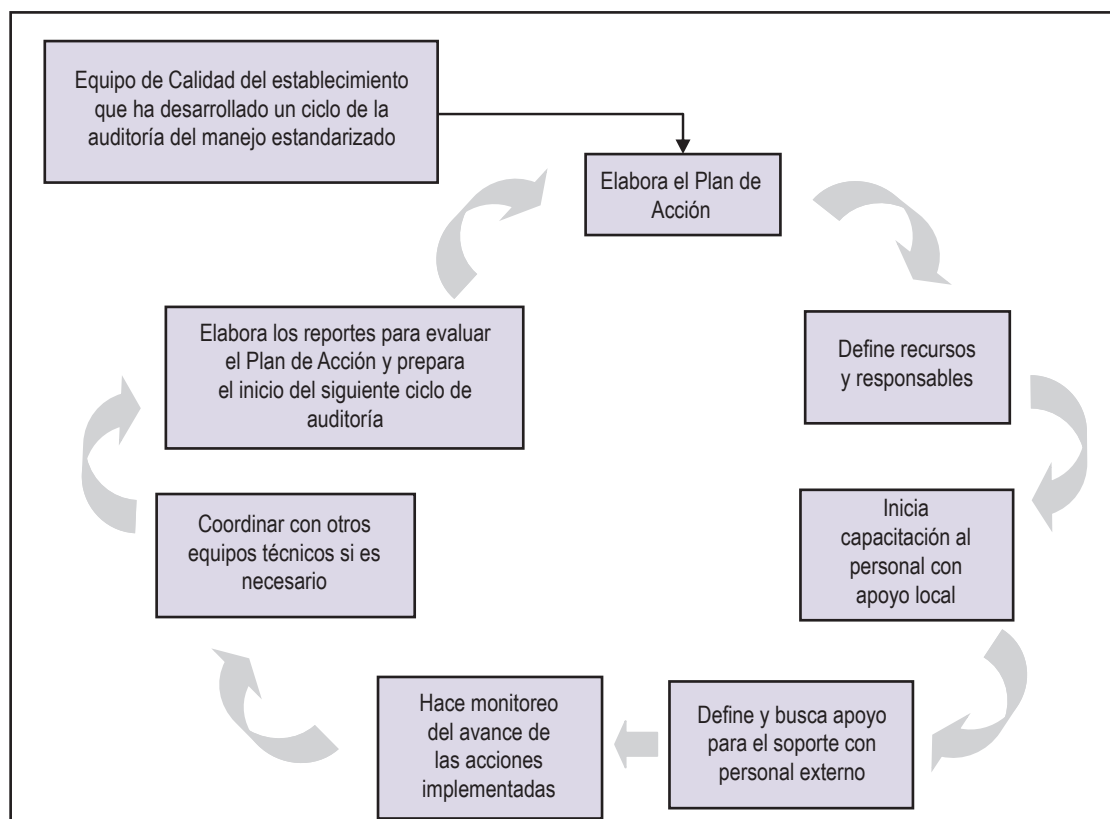 Equipo de Calidad del establecimiento
que ha desarrollado un ciclo de la
auditoría del manejo estandarizado
Elabora el Plan de
Acción
Define recursos
y responsables
Inicia
capacitación al
personal con
apoyo local
Define y busca apoyo
para el soporte con
personal externo
Hace monitoreo
del avance de
las acciones
implementadas
Coordinar con otros
equipos técnicos si es
necesario
Elabora los reportes para evaluar
el Plan de Acción y prepara
el inicio del siguiente ciclo de
auditoría